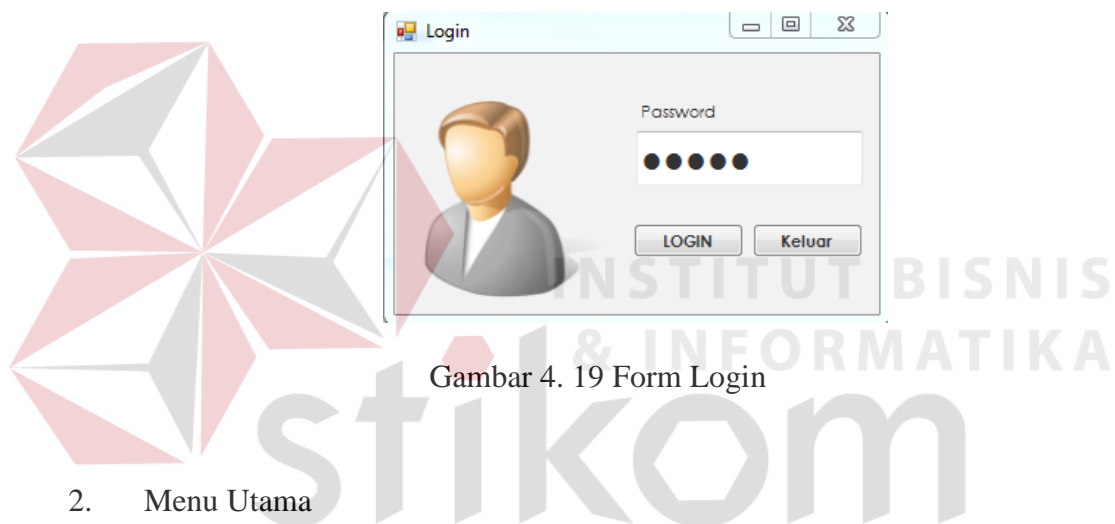 Login
Password
LOGIN Keluar
INSTITUT BISNIS
& INFORMATIKA
Gambar 4. 19 Form Login
stikom
2. Menu Utama